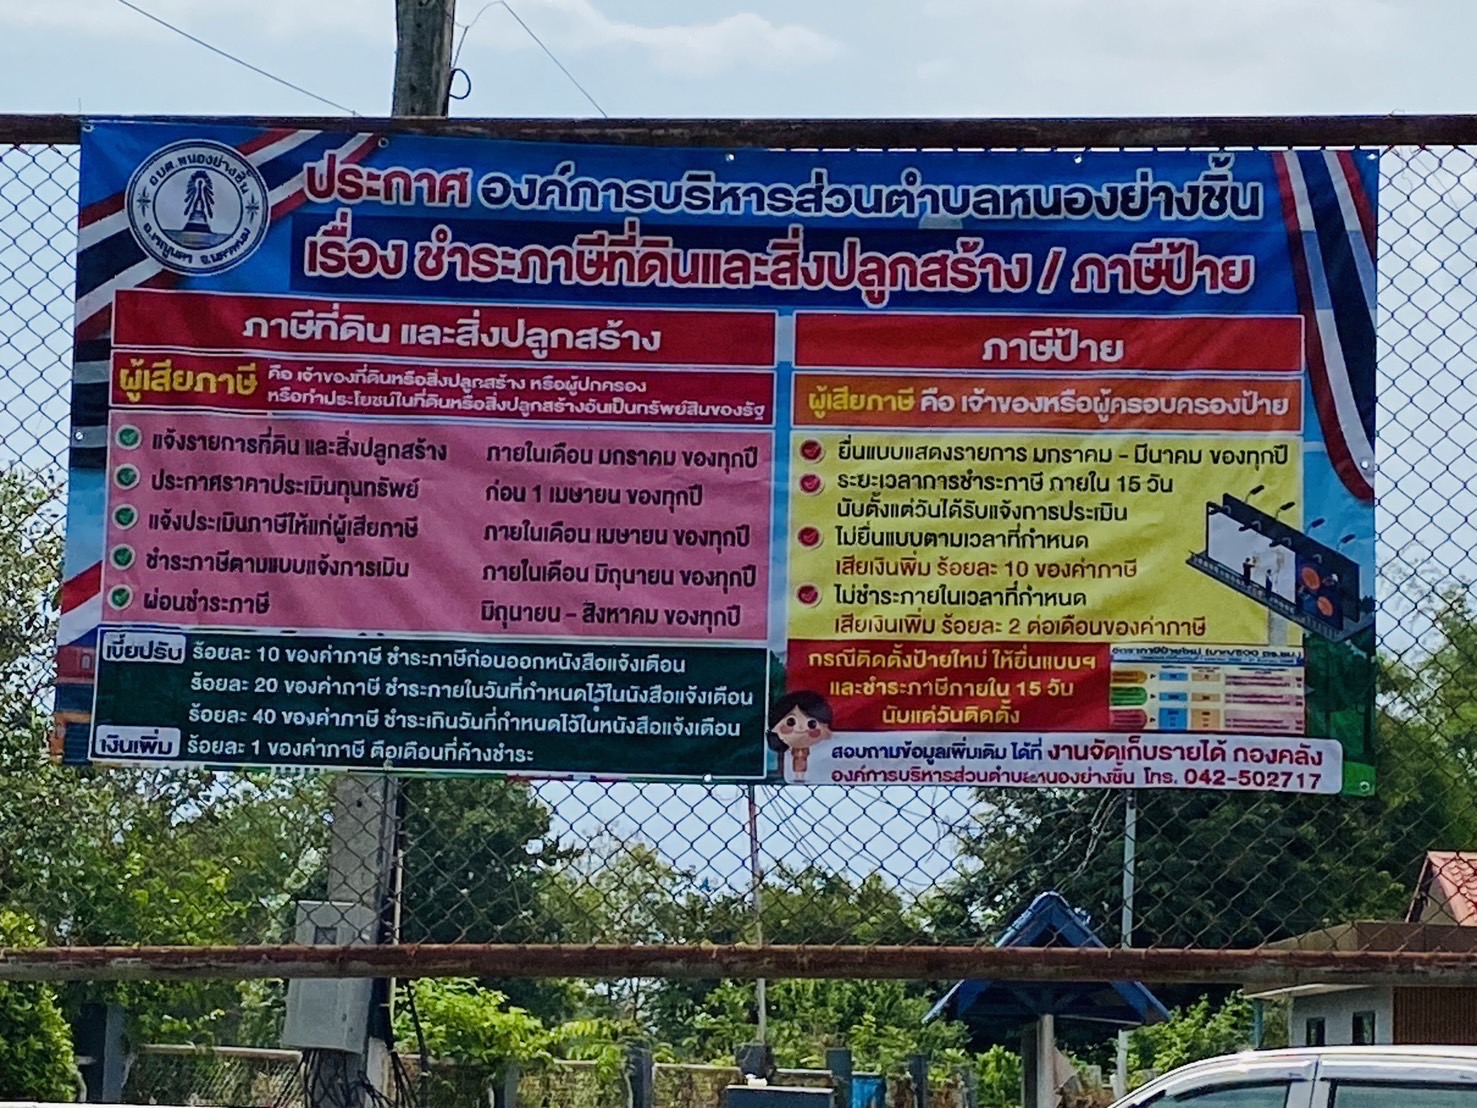 อบต.หนองย่างชิ้น
ประกาศ องค์การบริหารส่วนตำบลหนองย่างชิ้น
เรื่อง ชำระภาษีที่ดินและสิ่งปลูกสร้าง / ภาษีป้าย
ภาษีที่ดิน และสิ่งปลูกสร้าง
ผู้เสียภาษี คือ เจ้าของที่ดินหรือสิ่งปลูกสร้าง หรือผู้ปกครอง
หรือทำประโยชน์ในที่ดินหรือสิ่งปลูกสร้างอันเป็นทรัพย์สินของรัฐ
แจ้งรายการที่ดิน และสิ่งปลูกสร้าง ภายในเดือน มกราคม ของทุกปี
ประกาศราคาประเมินทุนทรัพย์ ก่อน 1 เมษายน ของทุกปี
แจ้งประเมินภาษีให้แก่ผู้เสียภาษี ภายในเดือน เมษายน ของทุกปี
ชำระภาษีตามแบบแจ้งการเมิน ภายในเดือน มิถุนายน ของทุกปี
ผ่อนชำระภาษี มิถุนายน - สิงหาคม ของทุกปี
เบี้ยปรับ ร้อยละ 10 ของค่าภาษี ชำระภาษีก่อนออกหนังสือแจ้งเตือน
ร้อยละ 20 ของค่าภาษี ชำระภายในวันที่กำหนดไว้ในนังสือแจ้งเตือน
ร้อยละ 40 ของค่าภาษี ชำระเกินวันที่กำหนดไว้ในหนังสือแจ้งเตือน
เงินเพิ่ม ร้อยละ 1 ของค่าภาษี ต่อเดือนที่ค้างชำระ
ภาษีป้าย
ผู้เสียภาษี คือ เจ้าของหรือผู้ครอบครองป้าย
ยื่นแบบแสดงรายการ มกราคม - มีนาคม ของทุกปี
ระยะเวลาการชำระภาษี ภายใน 15 วัน
นับตั้งแต่วันได้รับแจ้งการประเมิน
ไม่ยื่นแบบตามเวลาที่กำหนด
เสียเงินพิ่ม ร้อยละ 10 ของค่าภาษี
ไม่ชำระภายในเวลาที่กำหนด
เสียเงินเพิ่ม ร้อยละ 2 ต่อเดือนของค่าภาษี
กรณีติดตั้งป้ายใหม่ ให้ยื่นแบบฯ
และชำระภาษีภายใน 15 วัน
นับแต่วันติดตั้ง
สอบถามข้อมูลเพิ่มเติม ได้ที่ งานจัดเก็บรายได้ กองคลัง
องค์การบริหารส่วนตำบลหนองย่างชิ้น โทร. 042-502717